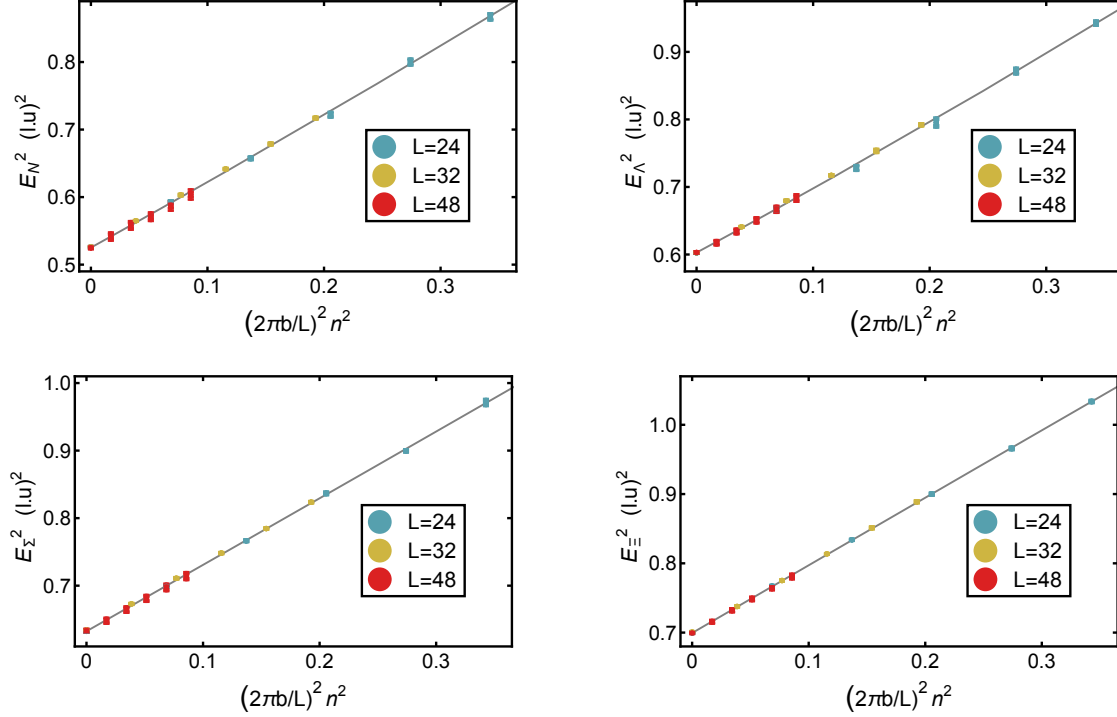 E_N^2 (l.u)^2
0.8
0.7
0.6
0.5
0
0.1
0.2
0.3
(2πb/L)^2 n^2
L=24
L=32
L=48
E_Λ^2 (l.u)^2
0.9
0.8
0.7
0.6
0
0.1
0.2
0.3
(2πb/L)^2 n^2
L=24
L=32
L=48
E_Σ^2 (l.u)^2
1.0
0.9
0.8
0.7
0
0.1
0.2
0.3
(2πb/L)^2 n^2
L=24
L=32
L=48
E_Ξ^2 (l.u)^2
1.0
0.9
0.8
0.7
0
0.1
0.2
0.3
(2πb/L)^2 n^2
L=24
L=32
L=48